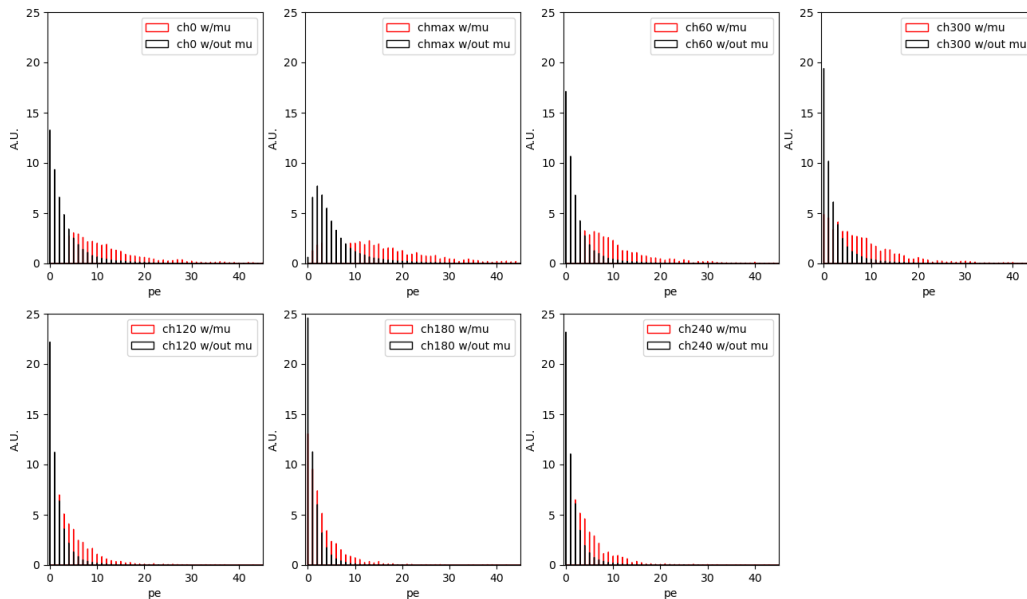 25
20
15
10
5
0
A.U.
ch0 w/mu
ch0 w/out mu
0 10 20 30 40
pe
25
20
15
10
5
0
A.U.
chmax w/mu
chmax w/out mu
0 10 20 30 40
pe
25
20
15
10
5
0
A.U.
ch60 w/mu
ch60 w/out mu
0 10 20 30 40
pe
25
20
15
10
5
0
A.U.
ch300 w/mu
ch300 w/out mu
0 10 20 30 40
pe
25
20
15
10
5
0
A.U.
ch120 w/mu
ch120 w/out mu
0 10 20 30 40
pe
25
20
15
10
5
0
A.U.
ch180 w/mu
ch180 w/out mu
0 10 20 30 40
pe
25
20
15
10
5
0
A.U.
ch240 w/mu
ch240 w/out mu
0 10 20 30 40
pe